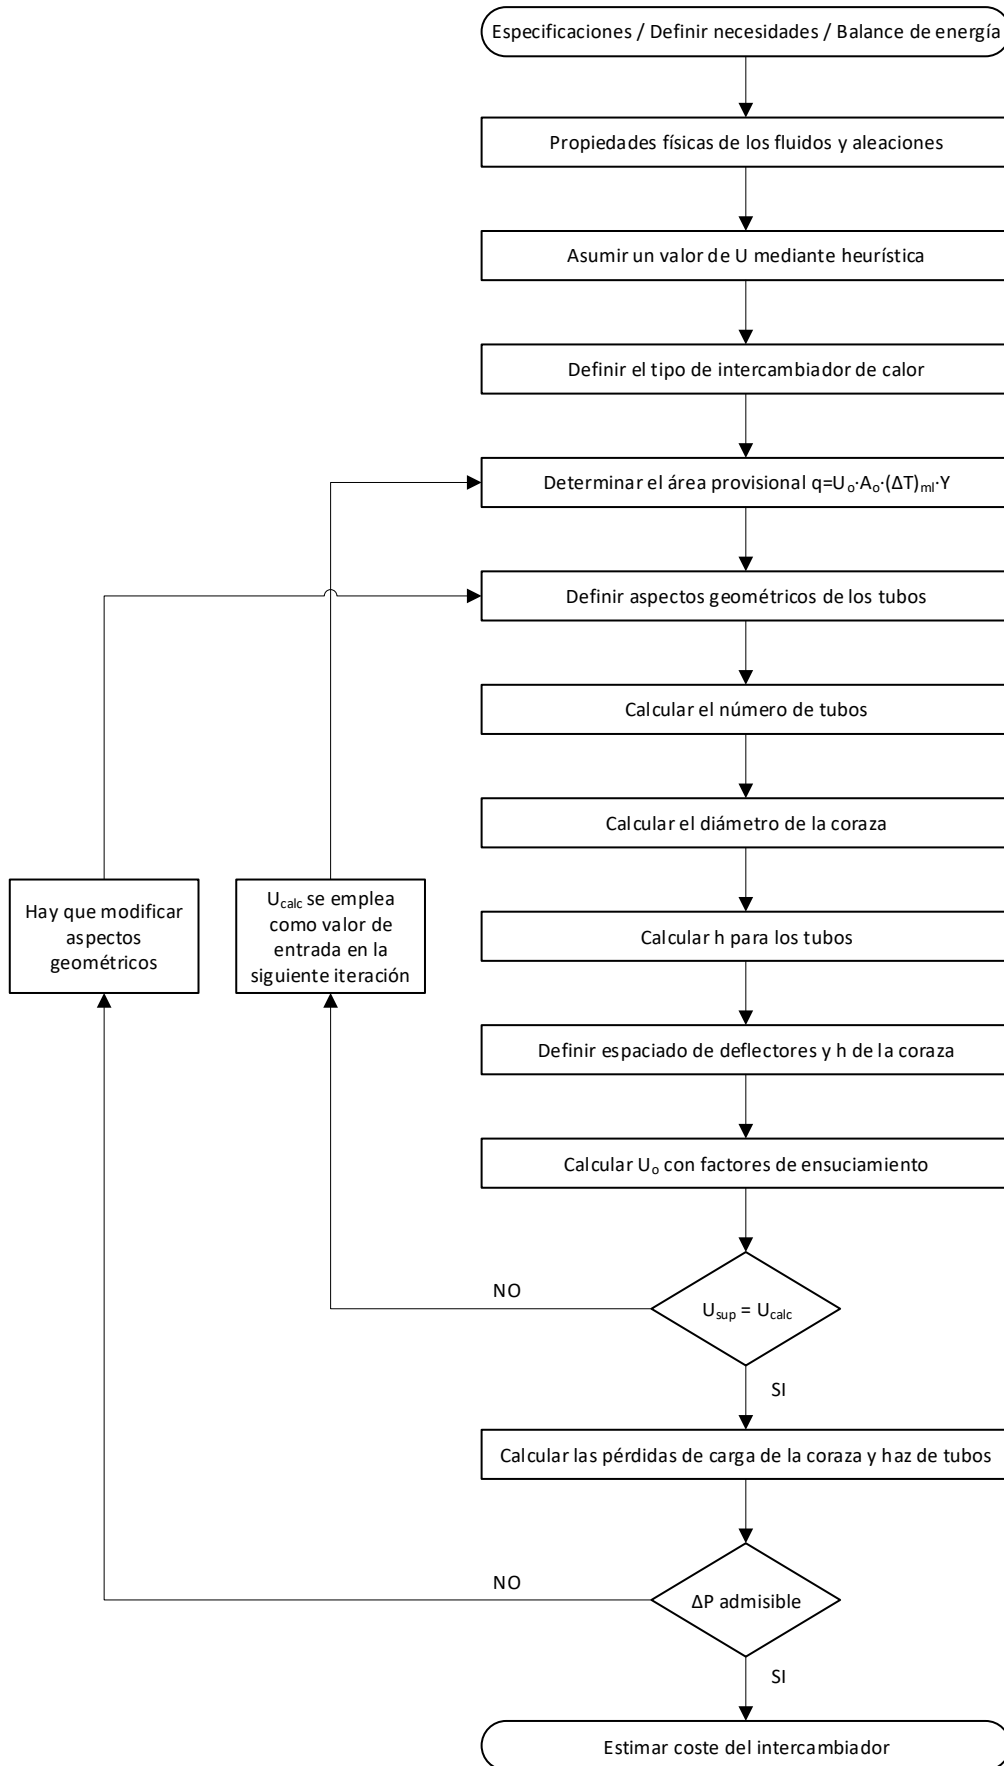 Especificaciones / Definir necesidades / Balance de energía
Propiedades físicas de los fluidos y aleaciones
Asumir un valor de U mediante heurística
Definir el tipo de intercambiador de calor
Determinar el área provisional q=Uₒ·Aₒ·(ΔT)ₘₗ·Y
Definir aspectos geométricos de los tubos
Calcular el número de tubos
Calcular el diámetro de la coraza
Hay que modificar
aspectos
geométricos
U_calc se emplea
como valor de
entrada en la
siguiente iteración
Calcular h para los tubos
Definir espaciado de deflectores y h de la coraza
Calcular Uₒ con factores de ensuciamiento
NO
U_sup = U_calc
SI
Calcular las pérdidas de carga de la coraza y haz de tubos
NO
ΔP admisible
SI
Estimar coste del intercambiador